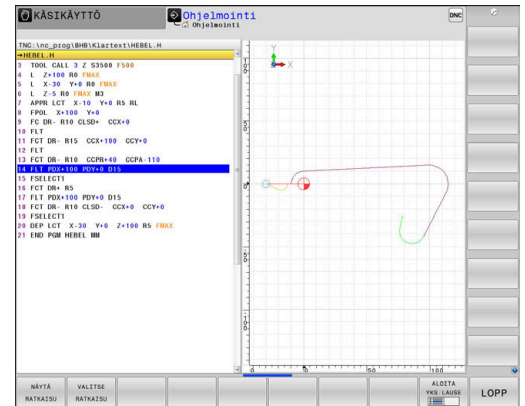 KÄSIKÄYTTÖ
Ohjelmointi
Ohjelmointi
DNC
TNC:\nc_prog\BHB\Klartext\HEBEL.H
→HEBEL.H
3 TOOL CALL 3 Z S3500 F500
4 L Z+100 R0 FMAX
5 L X-30 Y+0 R0 FMAX
6 L Z-5 R0 FMAX M3
7 APPR LCT X-10 Y+0 R5 RL
8 FPOL X+100 Y+0
9 FC DR- R10 CLSD+ CCX+0
10 FLT
11 FCT DR- R15 CCX+100 CCY+0
12 FLT
13 FCT DR- R10 CCPR+40 CCPA-110
14 FLT PDX+100 PDY+0 D15
15 FSELECT1
16 FCT DR+ R5
17 FLT PDX+100 PDY+0 D15
18 FCT DR- R10 CLSD- CCX+0 CCY+0
19 FSELECT1
20 DEP LCT X-30 Y+0 Z+100 R5 FMAX
21 END PGM HEBEL MM
Y
X
0
50
100
NÄYTÄ
RATKAISU
VALITSE
RATKAISU
ALOITA
YKS.LAUSE
LOPP